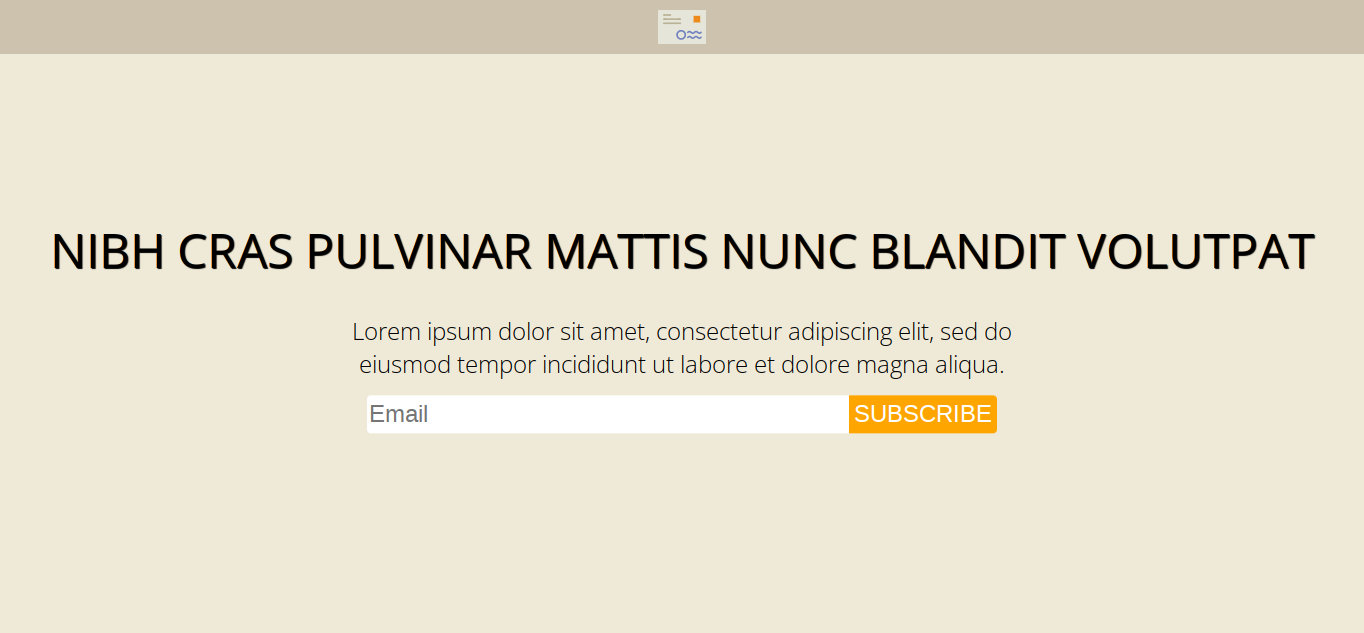 NIBH CRAS PULVINAR MATTIS NUNC BLANDIT VOLUTPAT
Lorem ipsum dolor sit amet, consectetur adipiscing elit, sed do
eiusmod tempor incididunt ut labore et dolore magna aliqua.
Email SUBSCRIBE